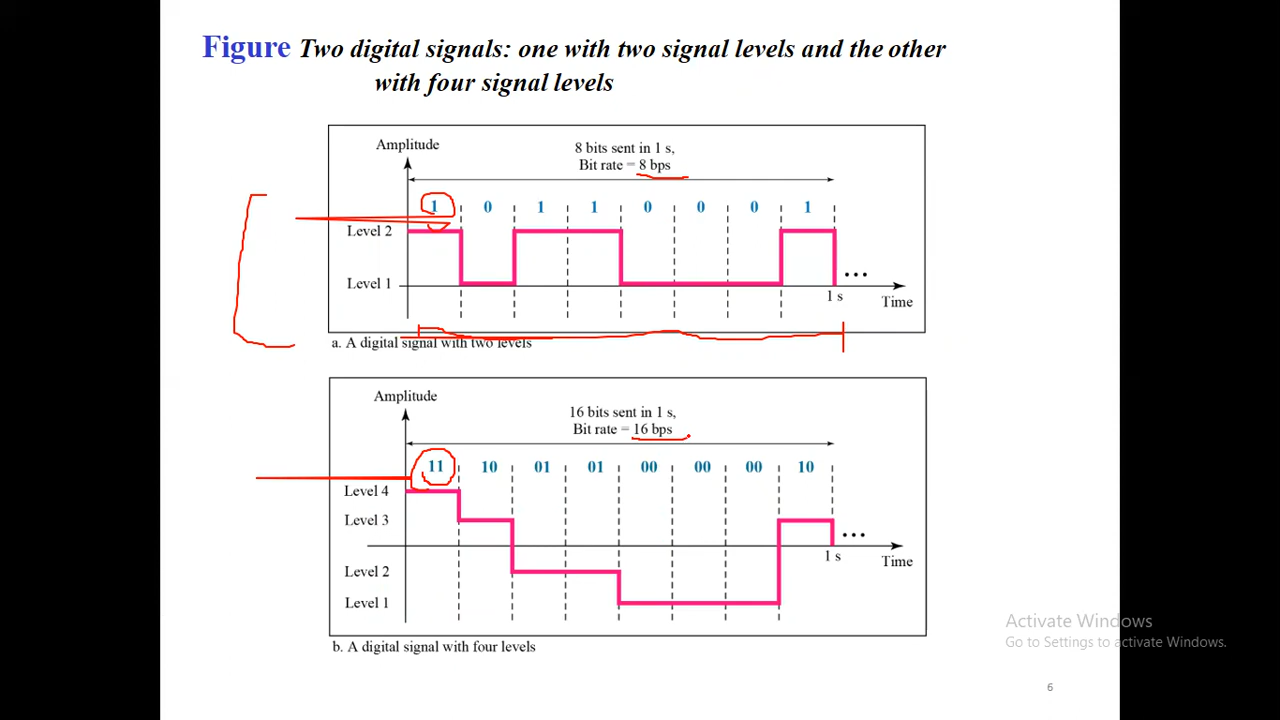 Figure Two digital signals: one with two signal levels and the other
with four signal levels
Amplitude
8 bits sent in 1 s,
Bit rate = 8 bps
1 0 1 1 0 0 0 1
Level 2
Level 1
...
1 s
Time
a. A digital signal with two levels
Amplitude
16 bits sent in 1 s,
Bit rate = 16 bps
11 10 01 01 00 00 00 10
Level 4
Level 3
...
1 s
Time
Level 2
Level 1
b. A digital signal with four levels
Activate Windows
Go to Settings to activate Windows.
6